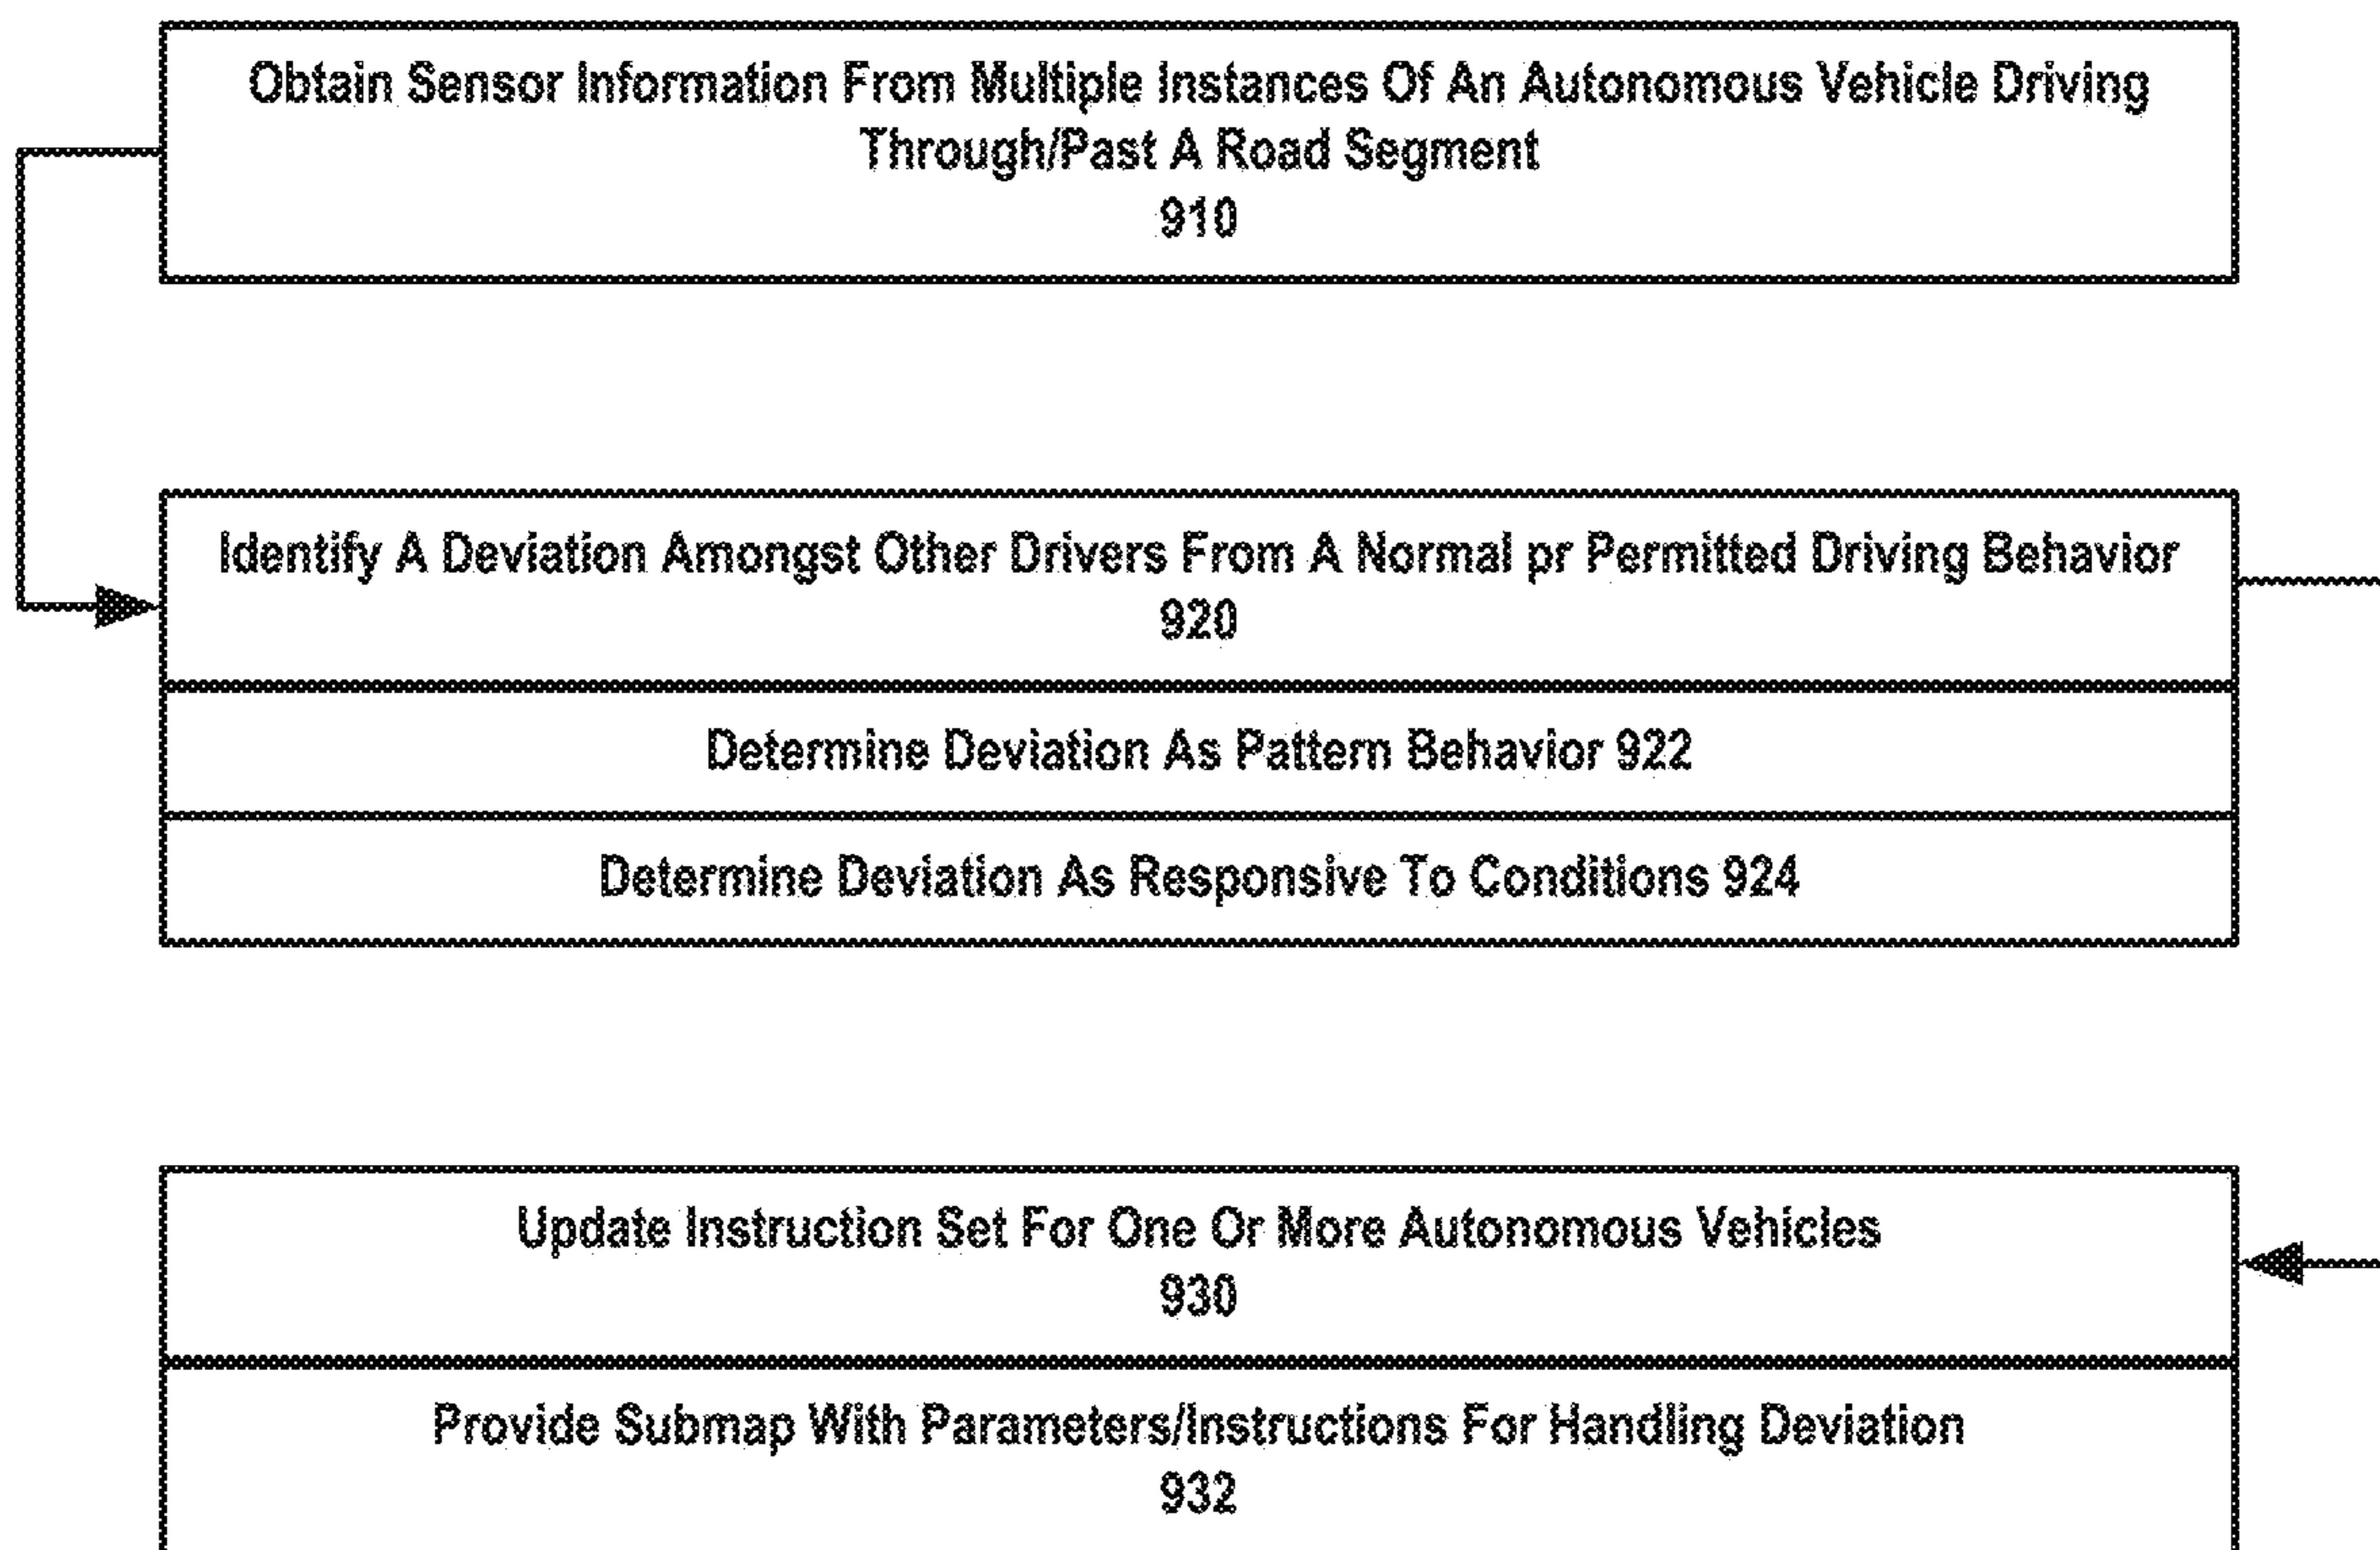 Obtain Sensor Information From Multiple Instances Of An Autonomous Vehicle Driving
Through/Past A Road Segment
910
Identify A Deviation Amongst Other Drivers From A Normal pr Permitted Driving Behavior
920
Determine Deviation As Pattern Behavior 922
Determine Deviation As Responsive To Conditions 924
Update Instruction Set For One Or More Autonomous Vehicles
930
Provide Submap With Parameters/Instructions For Handling Deviation
932